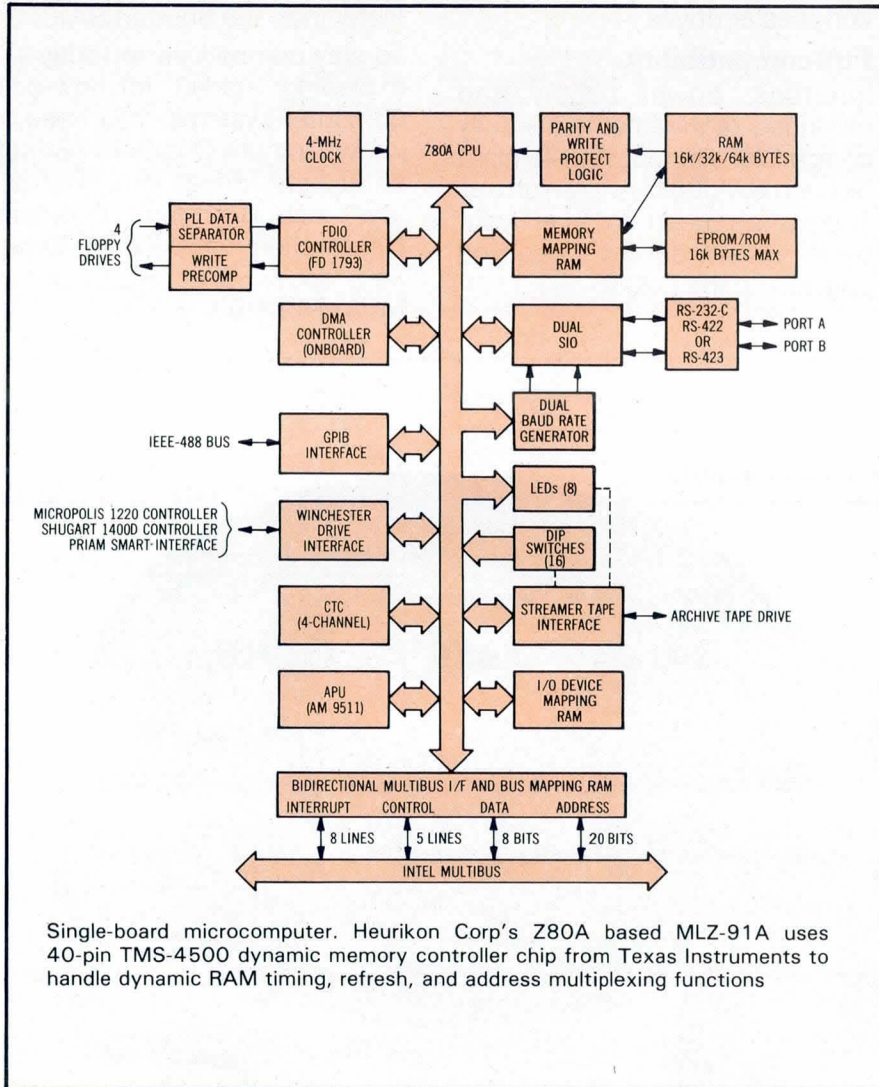 4-MHz
CLOCK
Z80A CPU
PARITY AND
WRITE
PROTECT
LOGIC
RAM
16k/32k/64k BYTES
4
FLOPPY
DRIVES
PLL DATA
SEPARATOR
WRITE
PRECOMP
FDIO
CONTROLLER
(FD 1793)
MEMORY
MAPPING
RAM
EPROM/ROM
16k BYTES MAX
DMA
CONTROLLER
(ONBOARD)
DUAL
SIO
RS-232-C
RS-422
OR
RS-423
PORT A
PORT B
DUAL
BAUD RATE
GENERATOR
IEEE-488 BUS
GPIB
INTERFACE
LEDs (8)
MICROPOLIS 1220 CONTROLLER
SHUGART 1400D CONTROLLER
PRIAM SMART-INTERFACE
WINCHESTER
DRIVE
INTERFACE
DIP
SWITCHES
(16)
CTC
(4-CHANNEL)
STREAMER TAPE
INTERFACE
ARCHIVE TAPE DRIVE
APU
(AM 9511)
I/O DEVICE
MAPPING
RAM
BIDIRECTIONAL MULTIBUS I/F AND BUS MAPPING RAM
INTERRUPT CONTROL DATA ADDRESS
8 LINES 5 LINES 8 BITS 20 BITS
INTEL MULTIBUS
Single-board microcomputer. Heurikon Corp's Z80A based MLZ-91A uses
40-pin TMS-4500 dynamic memory controller chip from Texas Instruments to
handle dynamic RAM timing, refresh, and address multiplexing functions